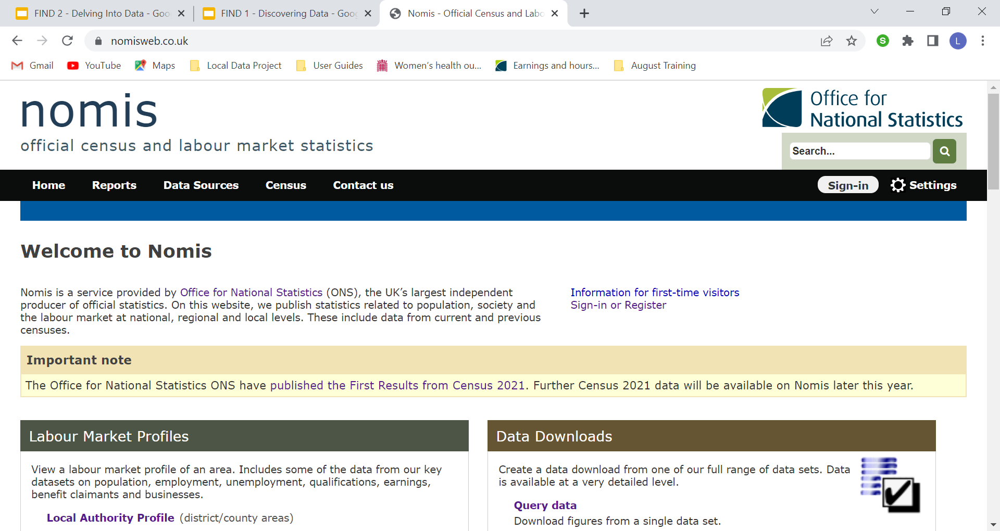 FIND 2 - Delving Into Data - Goo
FIND 1 - Discovering Data - Goog
Nomis - Official Census and Labo
nomisweb.co.uk
S
L
Gmail
YouTube
Maps
Local Data Project
User Guides
Women's health ou...
Earnings and hours...
August Training
nomis
official census and labour market statistics
Office for
National Statistics
Search...
Home
Reports
Data Sources
Census
Contact us
Sign-in
Settings
Welcome to Nomis
Nomis is a service provided by Office for National Statistics (ONS), the UK's largest independent
producer of official statistics. On this website, we publish statistics related to population, society and
the labour market at national, regional and local levels. These include data from current and previous
censuses.
Information for first-time visitors
Sign-in or Register
Important note
The Office for National Statistics ONS have published the First Results from Census 2021. Further Census 2021 data will be available on Nomis later this year.
Labour Market Profiles
View a labour market profile of an area. Includes some of the data from our key
datasets on population, employment, unemployment, qualifications, earnings,
benefit claimants and businesses.
Local Authority Profile (district/county areas)
Data Downloads
Create a data download from one of our full range of data sets. Data
is available at a very detailed level.
Query data
Download figures from a single data set.